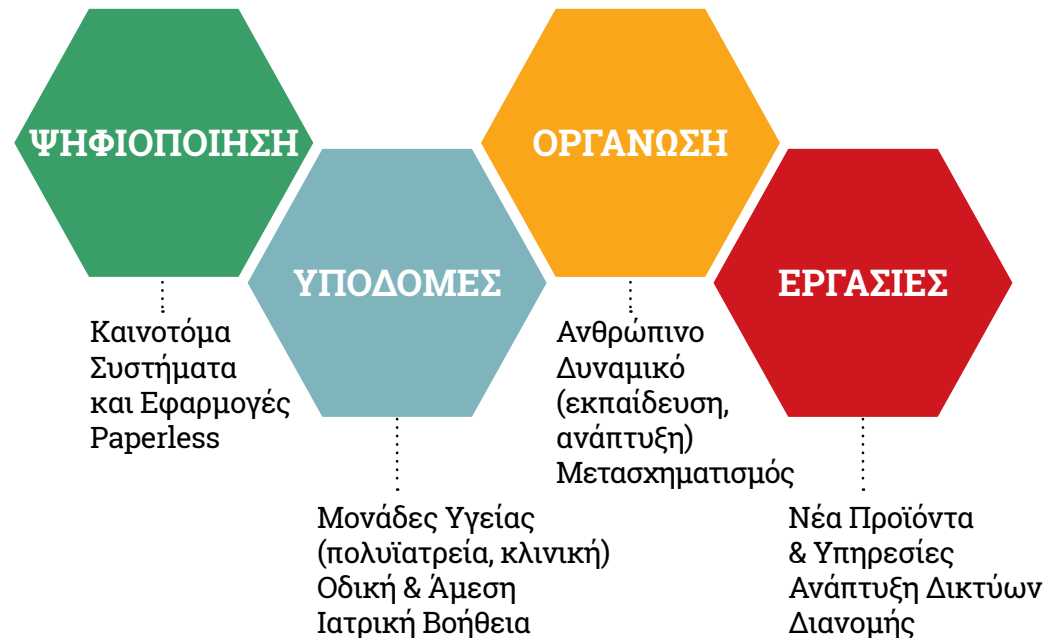 ΨΗΦΙΟΠΟΙΗΣΗ
Καινοτόμα
Συστήματα
και Εφαρμογές
Paperless
ΥΠΟΔΟΜΕΣ
Μονάδες Υγείας
(πολυϊατρεία, κλινική)
Οδική & Άμεση
Ιατρική Βοήθεια
ΟΡΓΑΝΩΣΗ
Ανθρώπινο
Δυναμικό
(εκπαίδευση,
ανάπτυξη)
Μετασχηματισμός
ΕΡΓΑΣΙΕΣ
Νέα Προϊόντα
& Υπηρεσίες
Ανάπτυξη Δικτύων
Διανομής